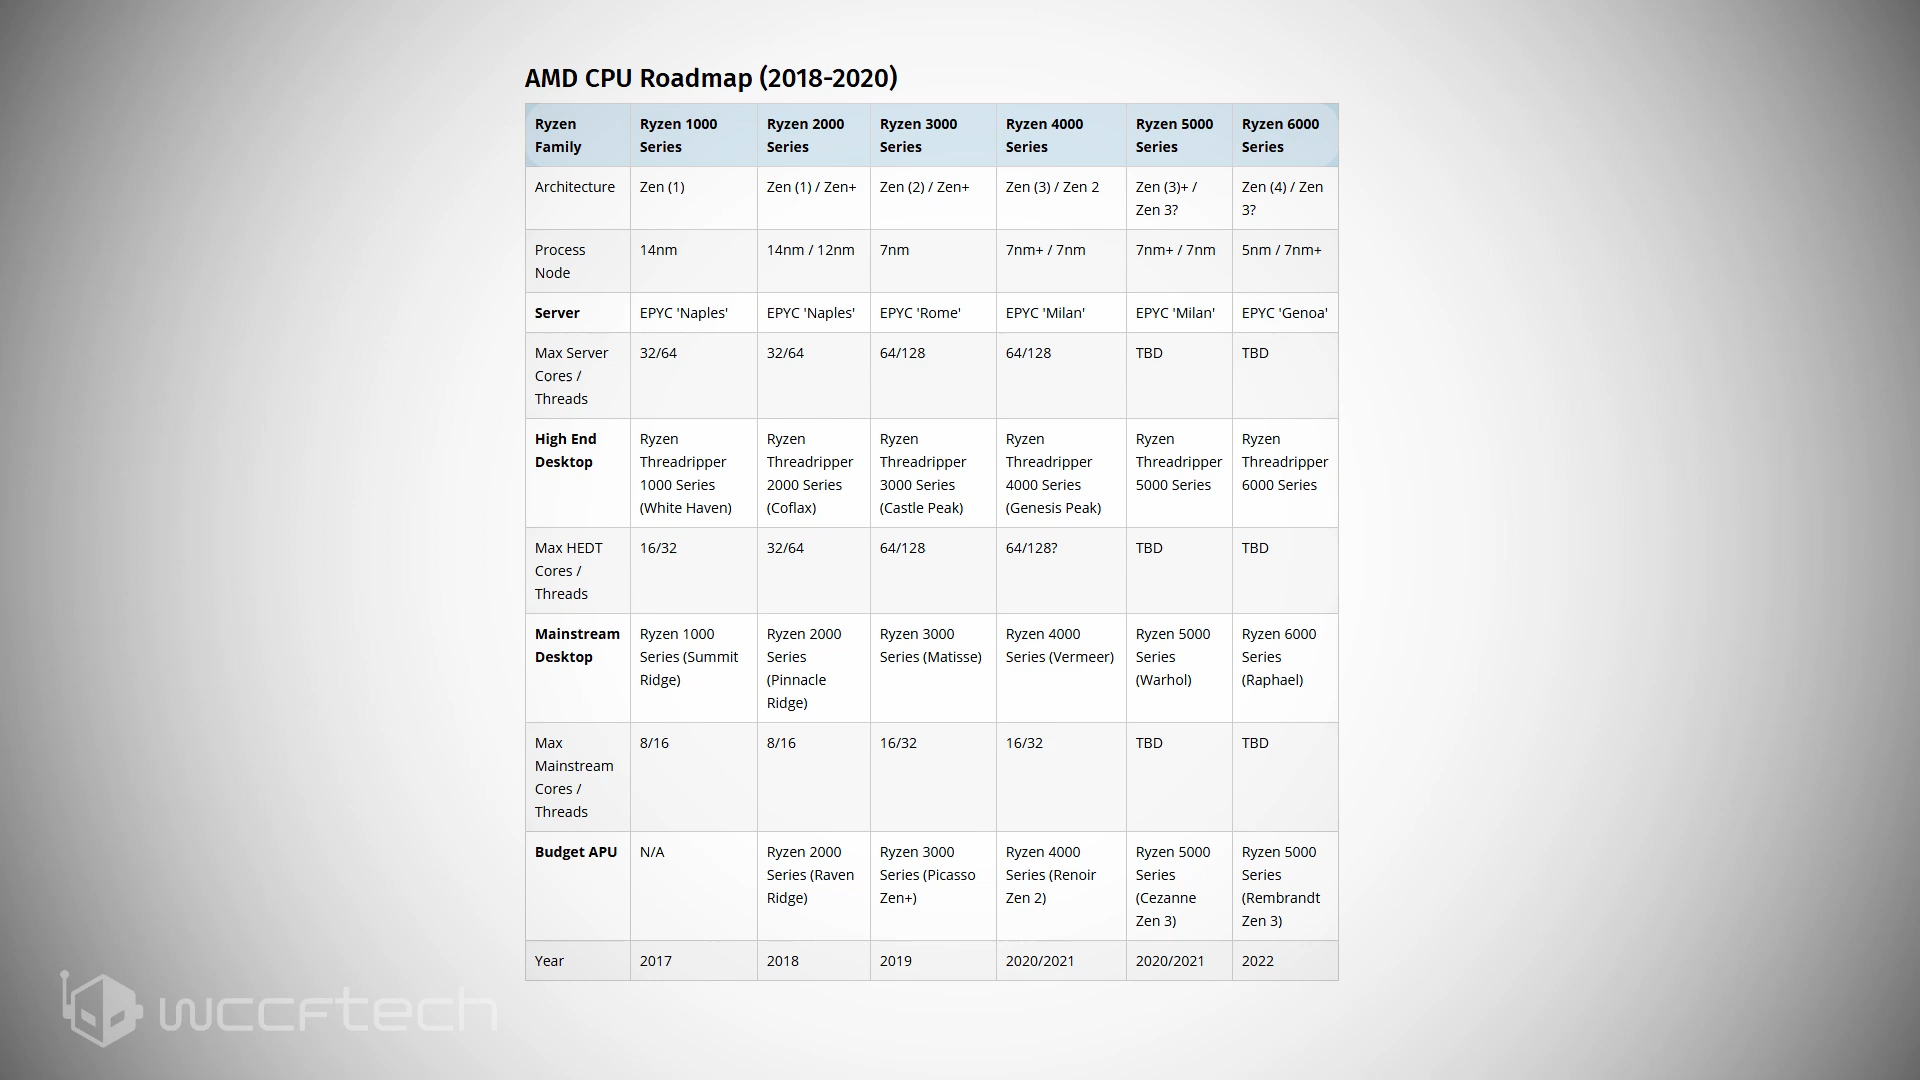 AMD CPU Roadmap (2018-2020)
Ryzen Family | Ryzen 1000 Series | Ryzen 2000 Series | Ryzen 3000 Series | Ryzen 4000 Series | Ryzen 5000 Series | Ryzen 6000 Series
Architecture | Zen (1) | Zen (1) / Zen+ | Zen (2) / Zen+ | Zen (3) / Zen 2 | Zen (3)+ / Zen 3? | Zen (4) / Zen 3?
Process Node | 14nm | 14nm / 12nm | 7nm | 7nm+ / 7nm | 7nm+ / 7nm | 5nm / 7nm+
Server | EPYC 'Naples' | EPYC 'Naples' | EPYC 'Rome' | EPYC 'Milan' | EPYC 'Milan' | EPYC 'Genoa'
Max Server Cores / Threads | 32/64 | 32/64 | 64/128 | 64/128 | TBD | TBD
High End Desktop | Ryzen Threadripper 1000 Series (White Haven) | Ryzen Threadripper 2000 Series (Coflax) | Ryzen Threadripper 3000 Series (Castle Peak) | Ryzen Threadripper 4000 Series (Genesis Peak) | Ryzen Threadripper 5000 Series | Ryzen Threadripper 6000 Series
Max HEDT Cores / Threads | 16/32 | 32/64 | 64/128 | 64/128? | TBD | TBD
Mainstream Desktop | Ryzen 1000 Series (Summit Ridge) | Ryzen 2000 Series (Pinnacle Ridge) | Ryzen 3000 Series (Matisse) | Ryzen 4000 Series (Vermeer) | Ryzen 5000 Series (Warhol) | Ryzen 6000 Series (Raphael)
Max Mainstream Cores / Threads | 8/16 | 8/16 | 16/32 | 16/32 | TBD | TBD
Budget APU | N/A | Ryzen 2000 Series (Raven Ridge) | Ryzen 3000 Series (Picasso Zen+) | Ryzen 4000 Series (Renoir Zen 2) | Ryzen 5000 Series (Cezanne Zen 3) | Ryzen 5000 Series (Rembrandt Zen 3)
Year | 2017 | 2018 | 2019 | 2020/2021 | 2020/2021 | 2022
wccftech